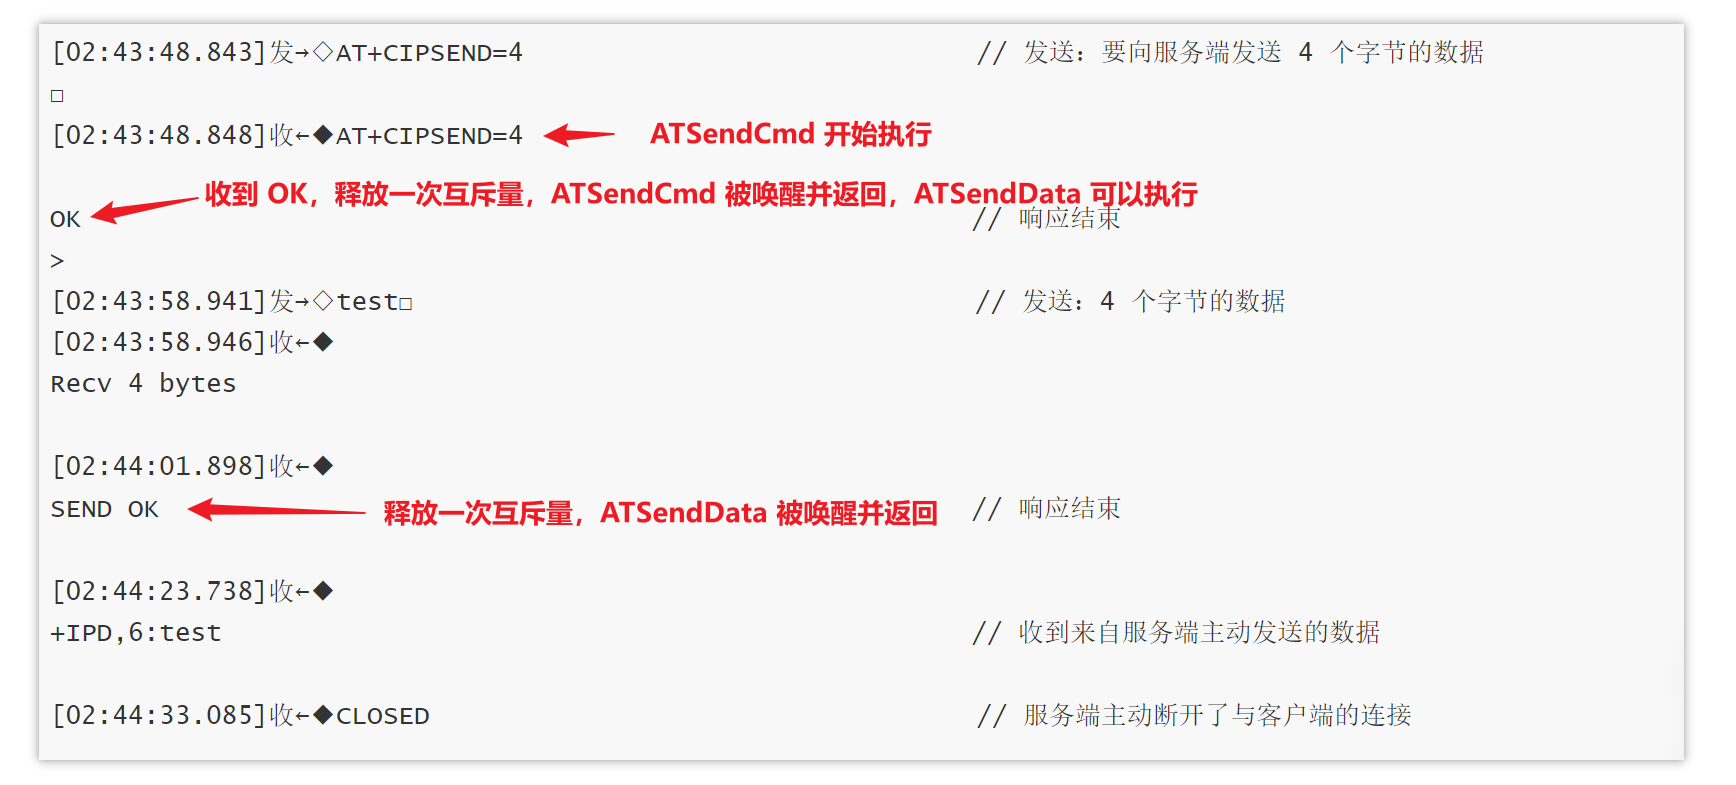 [02:43:48.843]发→◇AT+CIPSEND=4 // 发送：要向服务端发送 4 个字节的数据
□
[02:43:48.848]收←◆AT+CIPSEND=4 ATSendCmd 开始执行
收到 OK，释放一次互斥量，ATSendCmd 被唤醒并返回，ATSendData 可以执行
OK // 响应结束
>
[02:43:58.941]发→◇test□ // 发送：4 个字节的数据
[02:43:58.946]收←◆
Recv 4 bytes
[02:44:01.898]收←◆
SEND OK 释放一次互斥量，ATSendData 被唤醒并返回 // 响应结束
[02:44:23.738]收←◆
+IPD,6:test // 收到来自服务端主动发送的数据
[02:44:33.085]收←◆CLOSED // 服务端主动断开了与客户端的连接